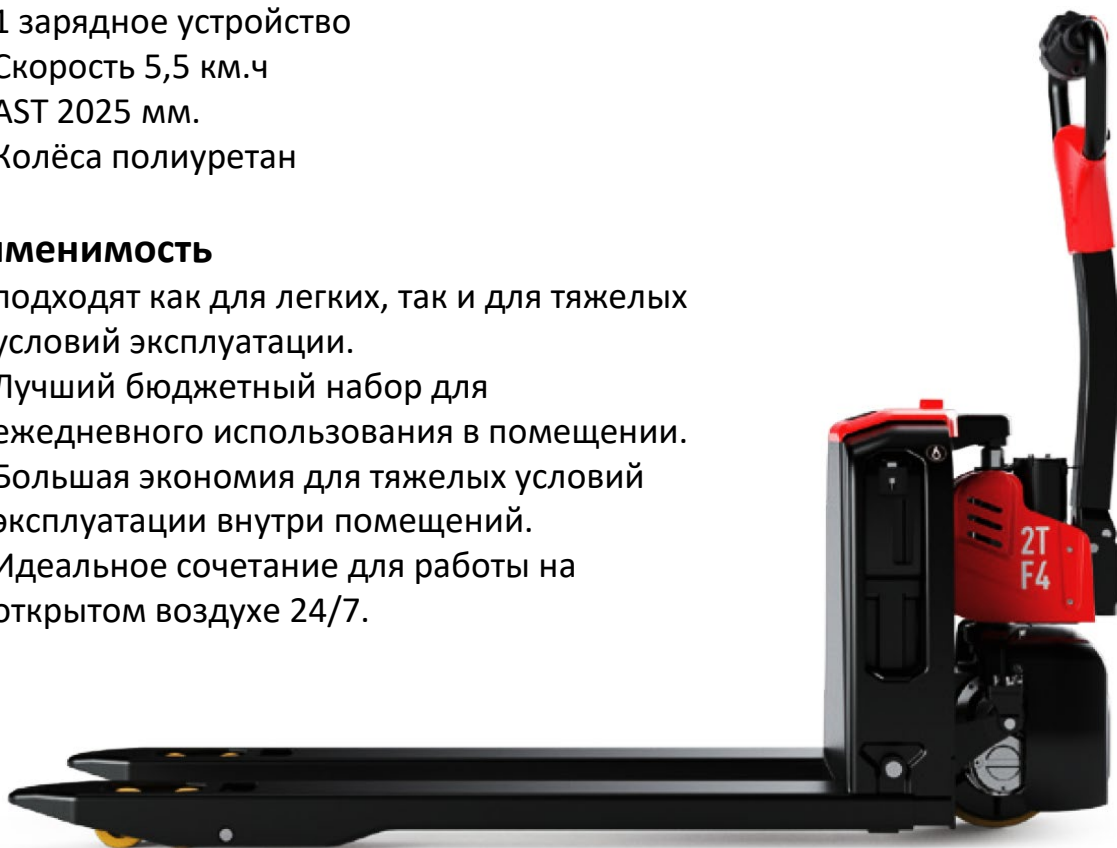 1 зарядное устройство
Скорость 5,5 км.ч
AST 2025 мм.
Колёса полиуретан
именимость
подходят как для легких, так и для тяжелых
условий эксплуатации.
Лучший бюджетный набор для
ежедневного использования в помещении.
Большая экономия для тяжелых условий
эксплуатации внутри помещений.
Идеальное сочетание для работы на
открытом воздухе 24/7.
2T
F4